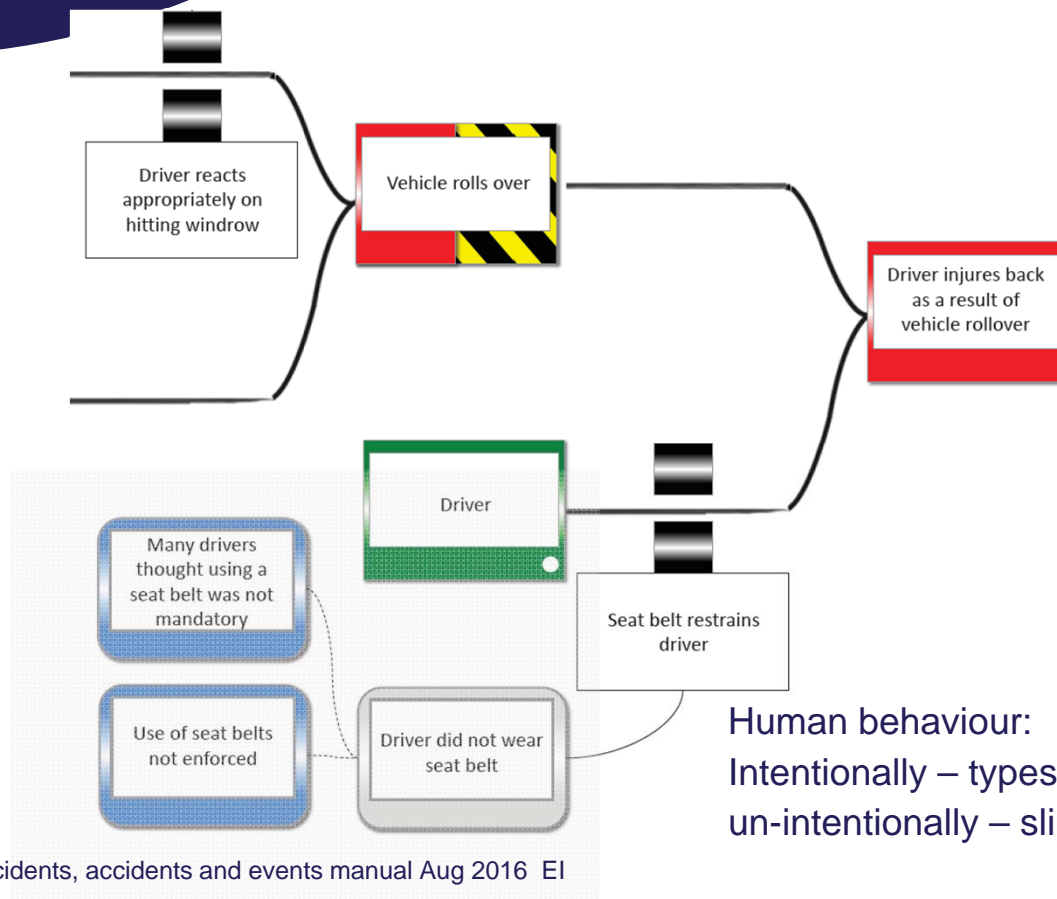 Driver reacts
appropriately on
hitting windrow
Vehicle rolls over
Driver injures back
as a result of
vehicle rollover
Driver
Many drivers
thought using a
seat belt was not
mandatory
Seat belt restrains
driver
Use of seat belts
not enforced
Driver did not wear
seat belt
Human behaviour:
Intentionally – types
un-intentionally – sli
cidents, accidents and events manual Aug 2016 EI